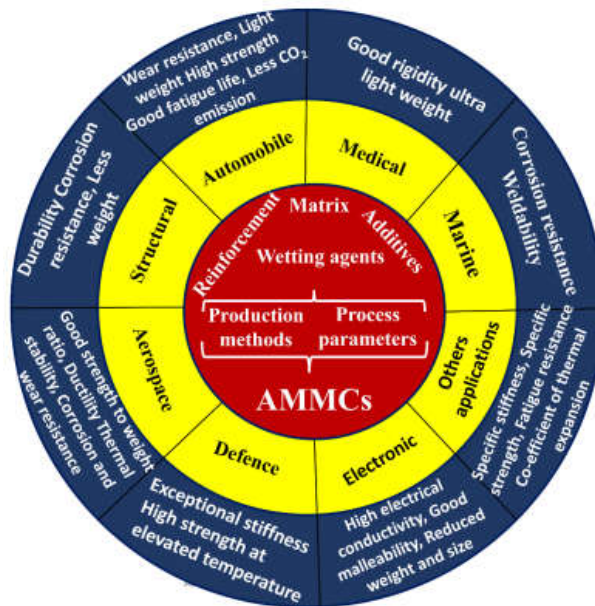 Wear resistance, Light
weight High strength
Good fatigue life, Less CO₂
emission
Good rigidity ultra
light weight
Corrosion resistance
Weldability
Specific stiffness, Specific
strength, Fatigue resistance
Co-efficient of thermal
expansion
High electrical
conductivity, Good
malleability, Reduced
weight and size
Exceptional stiffness
High strength at
elevated temperature
Good strength to weight
ratio, Ductility Thermal
stability, Corrosion and
wear resistance
Durability Corrosion
resistance, Less
weight
Automobile
Medical
Marine
Others
applications
Electronic
Defence
Aerospace
Structural
Reinforcement
Matrix
Additives
Wetting agents
Production
methods
Process
parameters
AMMCs